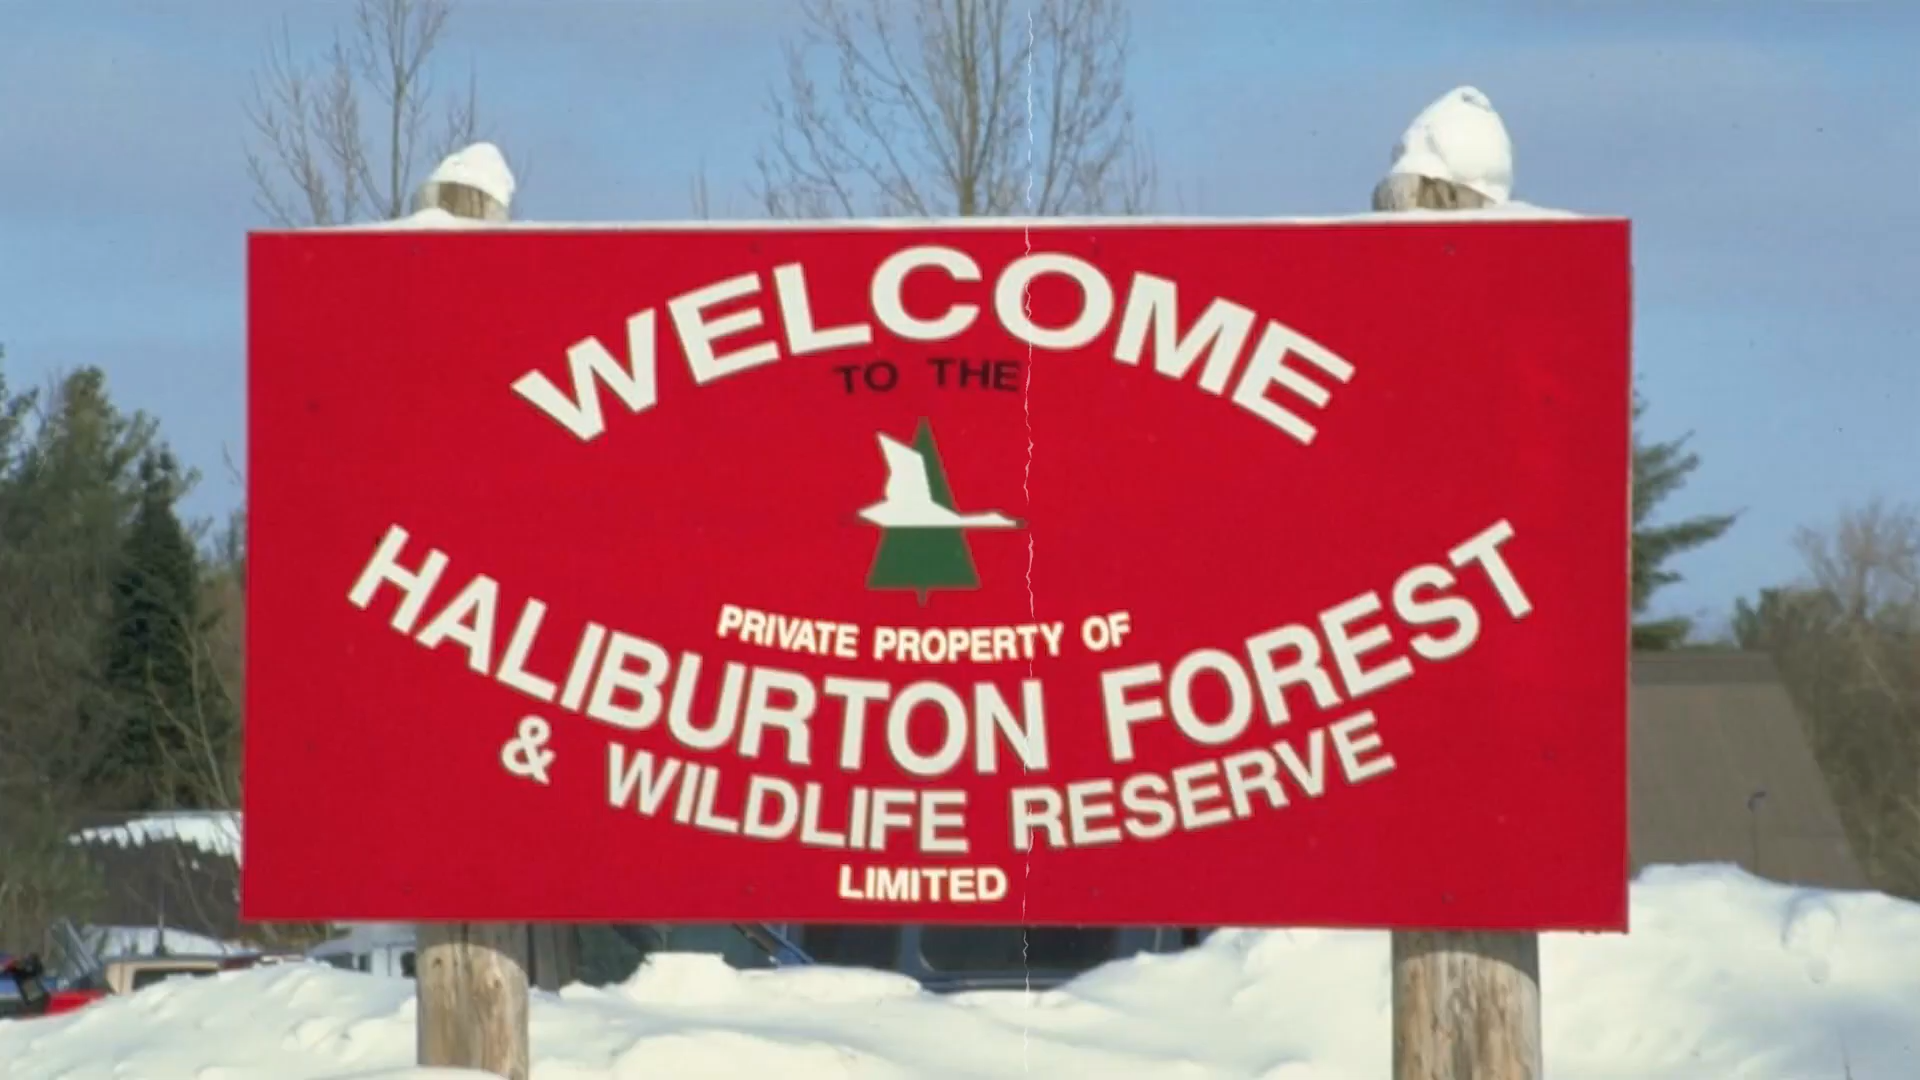 WELCOME
TO THE
PRIVATE PROPERTY OF
HALIBURTON FOREST
& WILDLIFE RESERVE
LIMITED